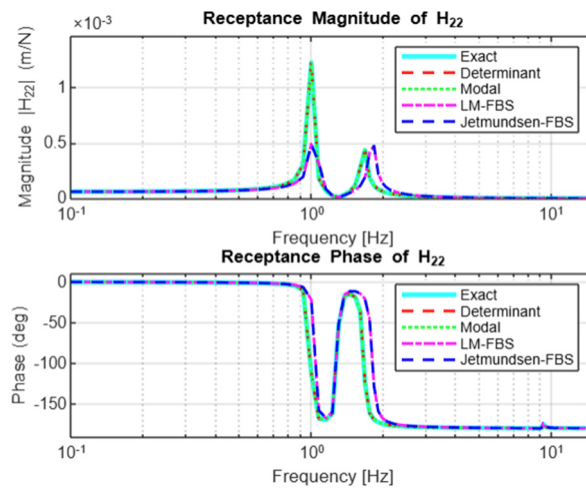 Receptance Magnitude of H22
×10-3
Magnitude |H22| (m/N)
1
0.5
0
Exact
Determinant
Modal
LM-FBS
Jetmundsen-FBS
10-1
100
101
Frequency [Hz]
Receptance Phase of H22
Phase (deg)
0
-50
-100
-150
Exact
Determinant
Modal
LM-FBS
Jetmundsen-FBS
10-1
100
101
Frequency [Hz]